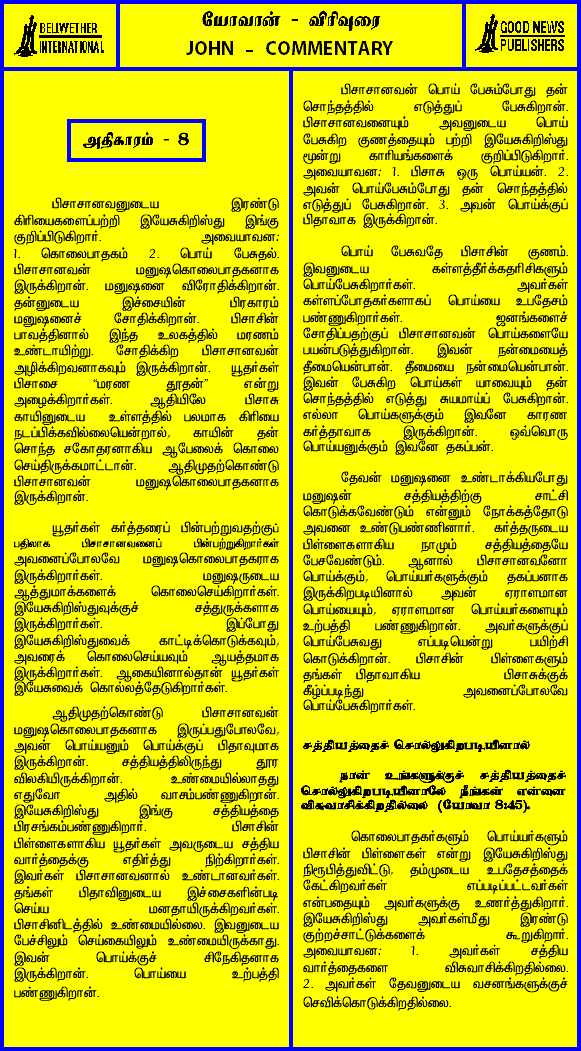 BELWETHER
INTERNATIONAL
யோவான் - விரிவுரை
JOHN - COMMENTARY
GOOD NEWS
PUBLISHERS
அதிகாரம் - 8
பிசாசானவனுடைய இரண்டு
கிரியைகளைப்பற்றி இயேசுகிறிஸ்து இங்கு
குறிப்பிடுகிறார். அவையாவன:
1. கொலைபாதகம் 2. பொய் பேசுதல்.
பிசாசானவன் மனுஷகொலைபாதகனாக
இருக்கிறான். மனுஷனை விரோதிக்கிறான்.
தன்னுடைய இச்சையின் பிரகாரம்
மனுஷனைச் சோதிக்கிறான். பிசாசின்
பாவத்தினால் இந்த உலகத்தில் மரணம்
உண்டாயிற்று. சோதிக்கிற பிசாசானவன்
அழிக்கிறவனாகவும் இருக்கிறான். யூதர்கள்
பிசாசை "மரண தூதன்" என்று
அழைக்கிறார்கள். ஆதியிலே பிசாசு
காயினுடைய உள்ளத்தில் பலமாக கிரியை
நடப்பிக்கவில்லையென்றால், காயின் தன்
சொந்த சகோதரனாகிய ஆபேலைக் கொலை
செய்திருக்கமாட்டான். ஆதிமுதற்கொண்டு
பிசாசானவன் மனுஷகொலைபாதகனாக
இருக்கிறான்.
யூதர்கள் கர்த்தரைப் பின்பற்றுவதற்குப்
பதிலாக பிசாசானவனைப் பின்பற்றுகிறார்கள்
அவனைப்போலவே மனுஷகொலைபாதகராக
இருக்கிறார்கள். மனுஷருடைய
ஆத்துமாக்களைக் கொலைசெய்கிறார்கள்.
இயேசுகிறிஸ்துவுக்குச் சத்துருக்களாக
இருக்கிறார்கள். இப்போது
இயேசுகிறிஸ்துவைக் காட்டிக்கொடுக்கவும்,
அவரைக் கொலைசெய்யவும் ஆயத்தமாக
இருக்கிறார்கள். ஆகையினால்தான் யூதர்கள்
இயேசுவைக் கொல்லத்தேடுகிறார்கள்.
ஆதிமுதற்கொண்டு பிசாசானவன்
மனுஷகொலைபாதகனாக இருப்பதுபோலவே,
அவன் பொய்யனும் பொய்க்குப் பிதாவுமாக
இருக்கிறான். சத்தியத்திலிருந்து தூர
விலகியிருக்கிறான். உண்மையில்லாதது
எதுவோ அதில் வாசம்பண்ணுகிறான்.
இயேசுகிறிஸ்து இங்கு சத்தியத்தை
பிரசங்கம்பண்ணுகிறார். பிசாசின்
பிள்ளைகளாகிய யூதர்கள் அவருடைய சத்திய
வார்த்தைக்கு எதிர்த்து நிற்கிறார்கள்.
இவர்கள் பிசாசானவனால் உண்டானவர்கள்.
தங்கள் பிதாவினுடைய இச்சைகளின்படி
செய்ய மனதாயிருக்கிறவர்கள்.
பிசாசினிடத்தில் உண்மையில்லை. இவனுடைய
பேச்சிலும் செய்கையிலும் உண்மையிருக்காது.
இவன் பொய்க்குச் சிநேகிதனாக
இருக்கிறான். பொய்யை உற்பத்தி
பண்ணுகிறான்.
பிசாசானவன் பொய் பேசும்போது தன்
சொந்தத்தில் எடுத்துப் பேசுகிறான்.
பிசாசானவனையும் அவனுடைய பொய்
பேசுகிற குணத்தையும் பற்றி இயேசுகிறிஸ்து
மூன்று காரியங்களைக் குறிப்பிடுகிறார்.
அவையாவன: 1. பிசாசு ஒரு பொய்யன். 2.
அவன் பொய்பேசும்போது தன் சொந்தத்தில்
எடுத்துப் பேசுகிறான். 3. அவன் பொய்க்குப்
பிதாவாக இருக்கிறான்.
பொய் பேசுவதே பிசாசின் குணம்.
இவனுடைய கள்ளத்தீர்க்கதரிசிகளும்
பொய்பேசுகிறார்கள். அவர்கள்
கள்ளப்போதகர்களாகப் பொய்யை உபதேசம்
பண்ணுகிறார்கள். ஜனங்களைச்
சோதிப்பதற்குப் பிசாசானவன் பொய்களையே
பயன்படுத்துகிறான். இவன் நன்மையைத்
தீமையென்பான். தீமையை நன்மையென்பான்.
இவன் பேசுகிற பொய்கள் யாவையும் தன்
சொந்தத்தில் எடுத்து சுயமாய்ப் பேசுகிறான்.
எல்லா பொய்களுக்கும் இவனே காரண
கர்த்தாவாக இருக்கிறான். ஒவ்வொரு
பொய்யனுக்கும் இவனே தகப்பன்.
தேவன் மனுஷனை உண்டாக்கியபோது
மனுஷன் சத்தியத்திற்கு சாட்சி
கொடுக்கவேண்டும் என்னும் நோக்கத்தோடு
அவனை உண்டுபண்ணினார். கர்த்தருடைய
பிள்ளைகளாகிய நாமும் சத்தியத்தையே
பேசவேண்டும். ஆனால் பிசாசானவனோ
பொய்க்கும், பொய்யர்களுக்கும் தகப்பனாக
இருக்கிறபடியினால் அவன் ஏராளமான
பொய்யையும், ஏராளமான பொய்யர்களையும்
உற்பத்தி பண்ணுகிறான். அவர்களுக்குப்
பொய்பேசுவது எப்படியென்று பயிற்சி
கொடுக்கிறான். பிசாசின் பிள்ளைகளும்
தங்கள் பிதாவாகிய பிசாசுக்குக்
கீழ்ப்படிந்து அவனைப்போலவே
பொய்பேசுகிறார்கள்.
சத்தியத்தைச் சொல்லுகிறபடியினால்
நான் உங்களுக்குச் சத்தியத்தைச்
சொல்லுகிறபடியினாலே நீங்கள் என்னை
விசுவாசிக்கிறதில்லை (யோவா 8:45).
கொலைபாதகர்களும் பொய்யர்களும்
பிசாசின் பிள்ளைகள் என்று இயேசுகிறிஸ்து
நிரூபித்துவிட்டு, தம்முடைய உபதேசத்தைக்
கேட்கிறவர்கள் எப்படிப்பட்டவர்கள்
என்பதையும் அவர்களுக்கு உணர்த்துகிறார்.
இயேசுகிறிஸ்து அவர்கள்மீது இரண்டு
குற்றச்சாட்டுக்களைக் கூறுகிறார்.
அவையாவன: 1. அவர்கள் சத்திய
வார்த்தைகளை விசுவாசிக்கிறதில்லை.
2. அவர்கள் தேவனுடைய வசனங்களுக்குச்
செவிக்கொடுக்கிறதில்லை.